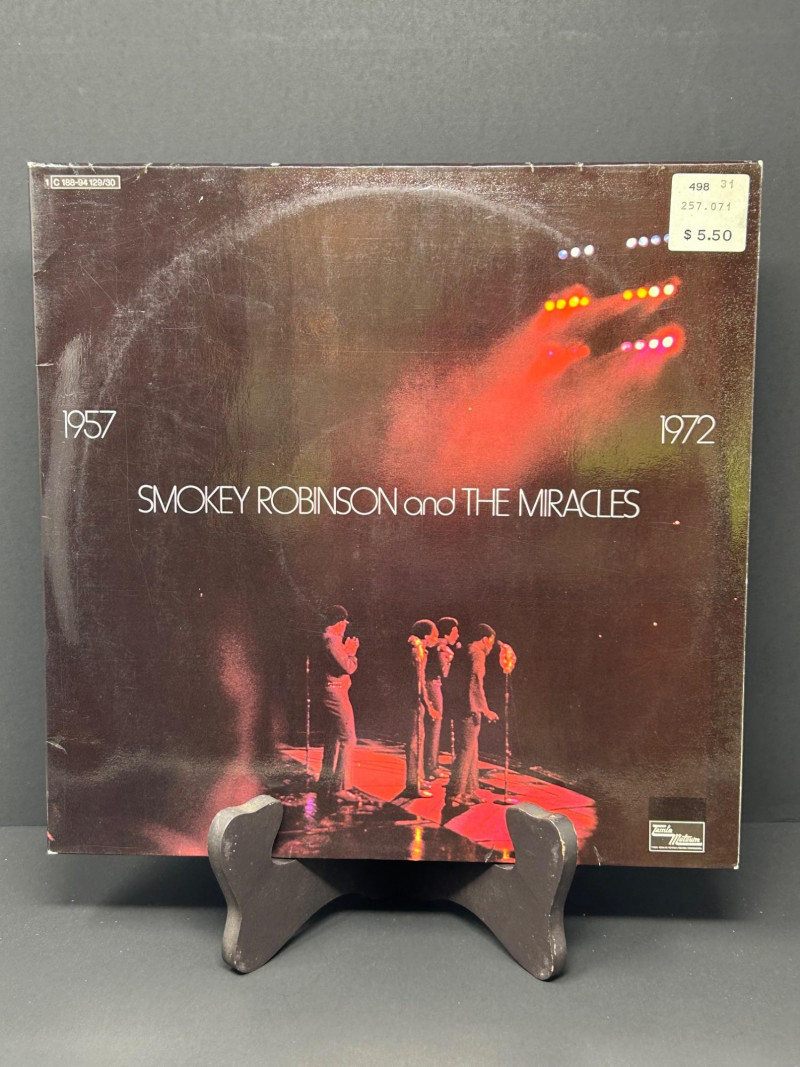 1 C 188-94 129/30
498 31
257.071
$ 5.50
1957
1972
SMOKEY ROBINSON and THE MIRACLES
Tamla
Motown